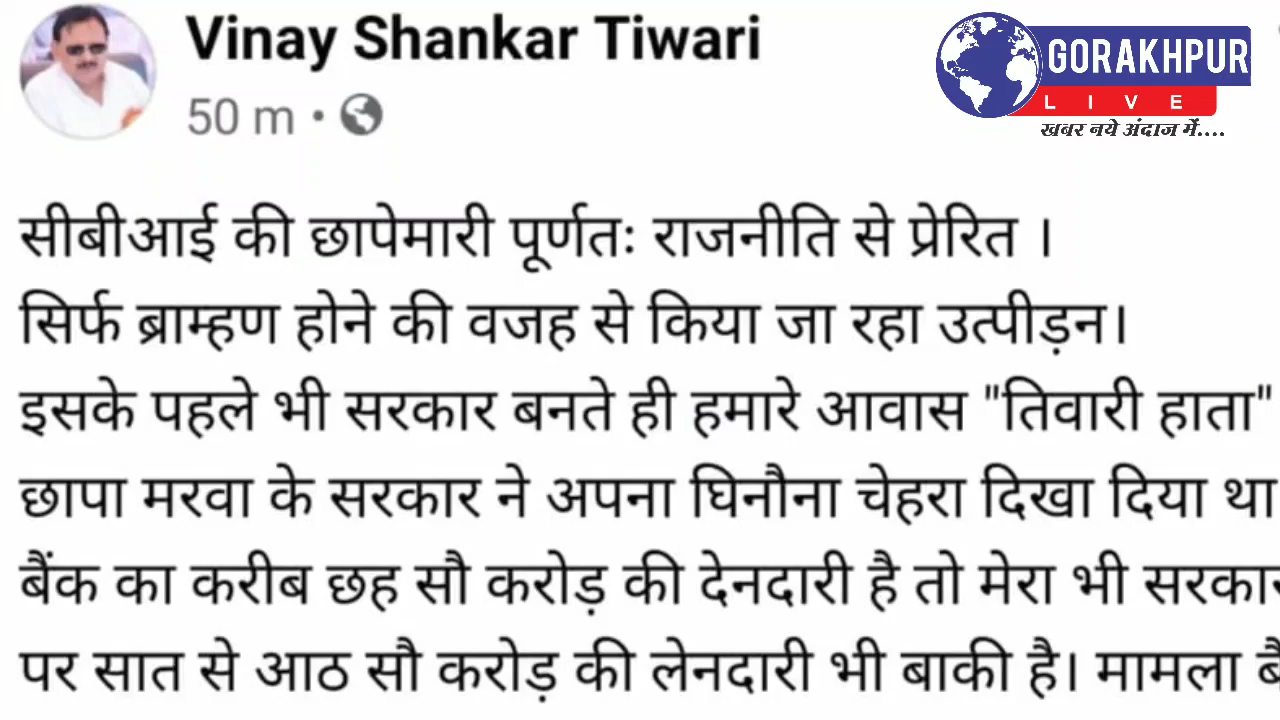 Vinay Shankar Tiwari
50 m •
GORAKHPUR
LIVE
खबर नये अंदाज में....
सीबीआई की छापेमारी पूर्णतः राजनीति से प्रेरित ।
सिर्फ ब्राम्हण होने की वजह से किया जा रहा उत्पीड़न।
इसके पहले भी सरकार बनते ही हमारे आवास "तिवारी हाता"
छापा मरवा के सरकार ने अपना घिनौना चेहरा दिखा दिया था
बैंक का करीब छह सौ करोड़ की देनदारी है तो मेरा भी
पर सात से आठ सौ करोड़ की लेनदारी भी बाकी है। मामला